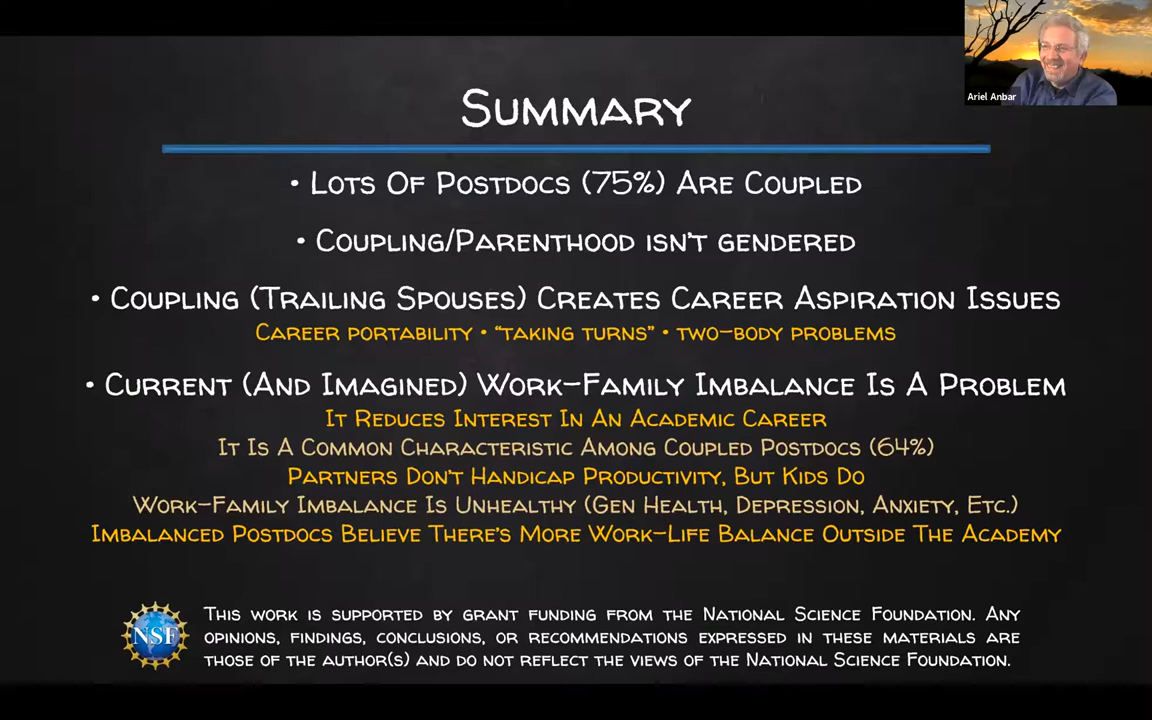 Ariel Anbar
Summary
• Lots Of Postdocs (75%) Are Coupled
• Coupling/Parenthood isn't gendered
• Coupling (Trailing Spouses) Creates Career Aspiration Issues
Career portability • "taking turns" • two-body problems
• Current (And Imagined) Work-Family Imbalance Is A Problem
It Reduces Interest In An Academic Career
It Is A Common Characteristic Among Coupled Postdocs (64%)
Partners Don't Handicap Productivity, But Kids Do
Work-Family Imbalance Is Unhealthy (Gen Health, Depression, Anxiety, Etc.)
Imbalanced Postdocs Believe There's More Work-Life Balance Outside The Academy
NSF
This work is supported by grant funding from the National Science Foundation. Any
opinions, findings, conclusions, or recommendations expressed in these materials are
those of the author(s) and do not reflect the views of the National Science Foundation.